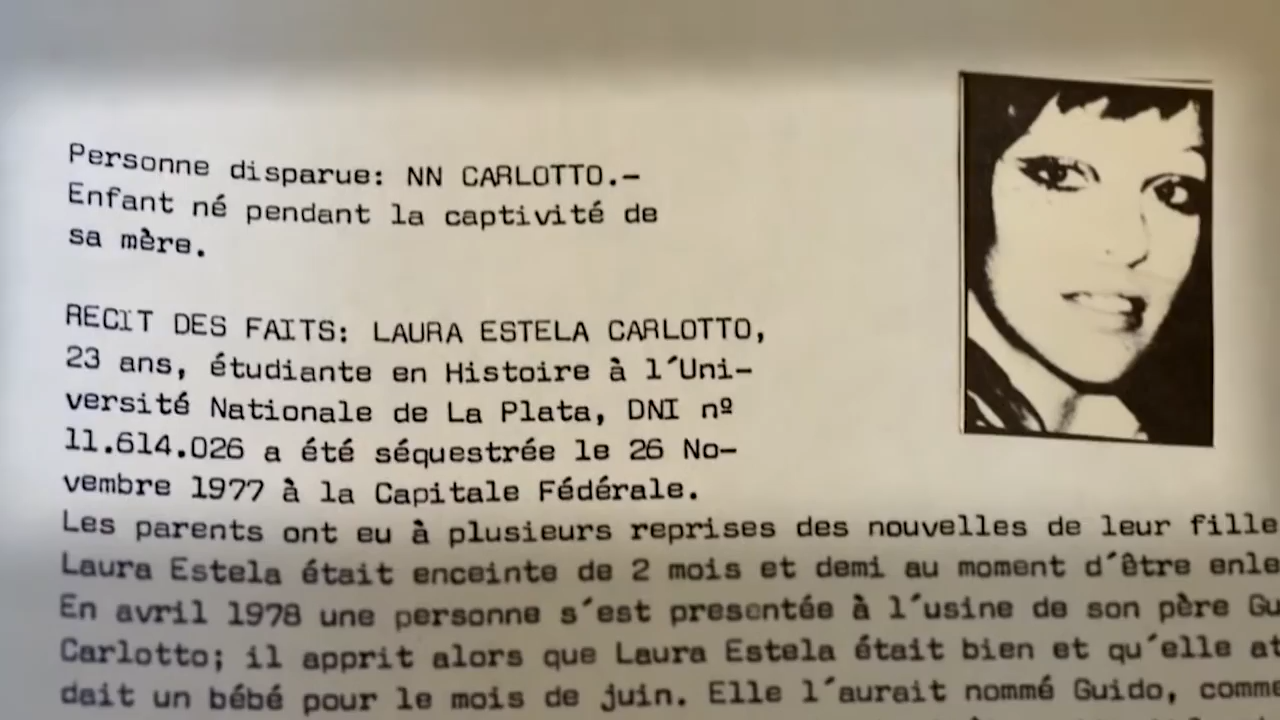 Personne disparue: NN CARLOTTO.-
Enfant né pendant la captivité de
sa mère.
RECIT DES FAITS: LAURA ESTELA CARLOTTO,
23 ans, étudiante en Histoire à l´Uni-
versité Nationale de La Plata, DNI nº
11.614.026 a été séquestrée le 26 No-
vembre 1977 à la Capitale Fédérale.
Les parents ont eu à plusieurs reprises des nouvelles de leur fille
Laura Estela était enceinte de 2 mois et demi au moment d´être enle
En avril 1978 une personne s´est presentée à l´usine de son père Gu
Carlotto; il apprit alors que Laura Estela était bien et qu´elle at
dait un bébé pour le mois de juin. Elle l´aurait nommé Guido, comme